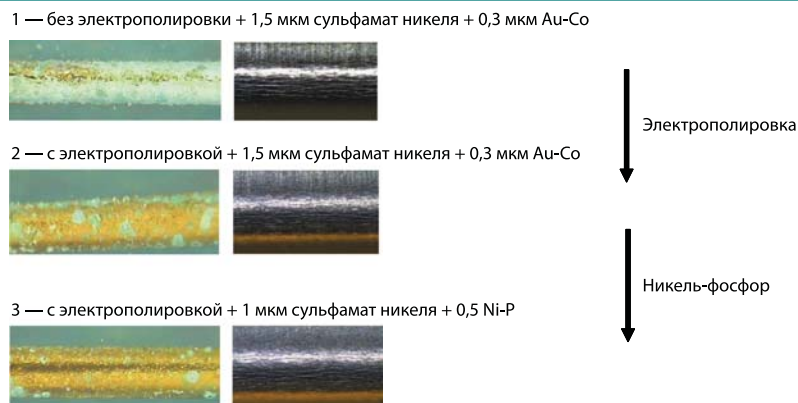 1 — без электрополировки + 1,5 мкм сульфамат никеля + 0,3 мкм Au-Co
Электрополировка
2 — с электрополировкой + 1,5 мкм сульфамат никеля + 0,3 мкм Au-Co
Никель-фосфор
3 — с электрополировкой + 1 мкм сульфамат никеля + 0,5 Ni-P